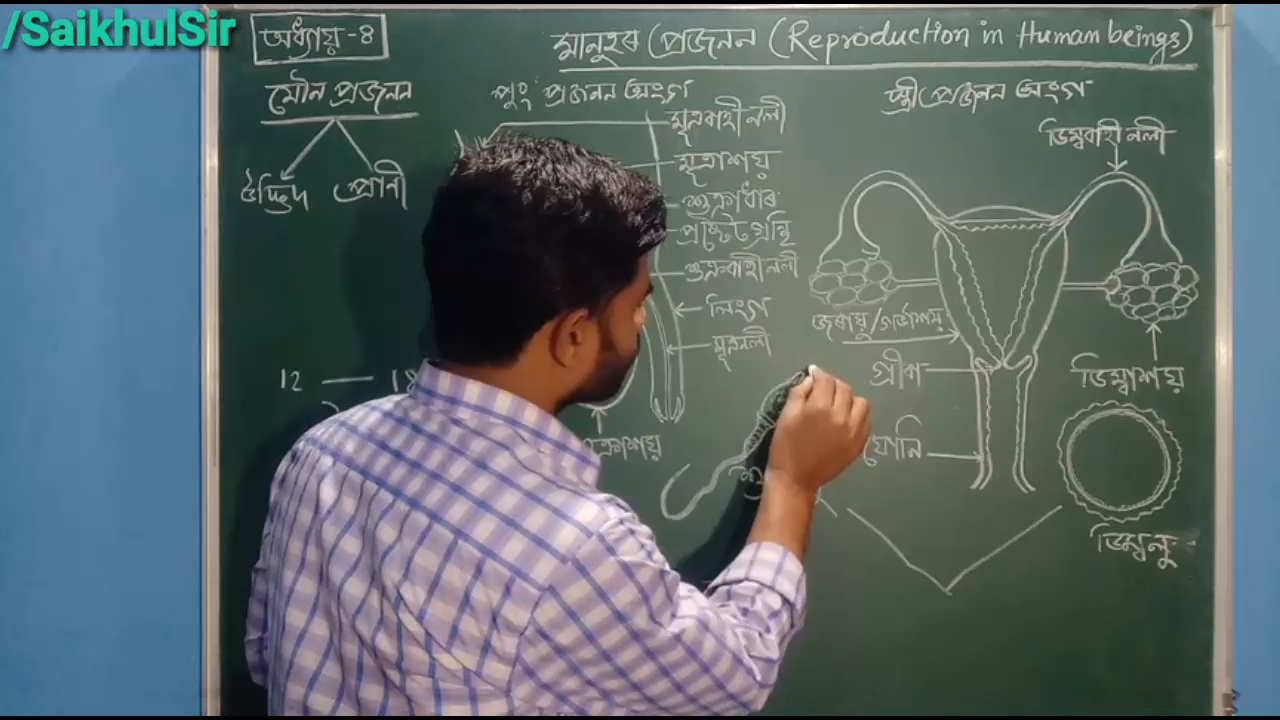 /SaikhulSir
অধ্যায়-৪
মানুহৰ প্ৰজনন (Reproduction in Human beings)
যৌন প্ৰজনন
উদ্ভিদ প্ৰাণী
12 — 18
পুং প্ৰজনন অংগ
মূত্ৰবাহী নলী
মূত্ৰাশয়
শুক্ৰাধাৰ
প্ৰষ্টেট গ্ৰন্থি
শুক্ৰবাহী নলী
লিংগ
মূত্ৰনলী
স্ত্ৰী প্ৰজনন অংগ
ডিম্ববাহী নলী
জৰায়ু/গৰ্ভাশয়
গ্ৰীৱা
ডিম্বাশয়
যোনি
ডিম্বাণু